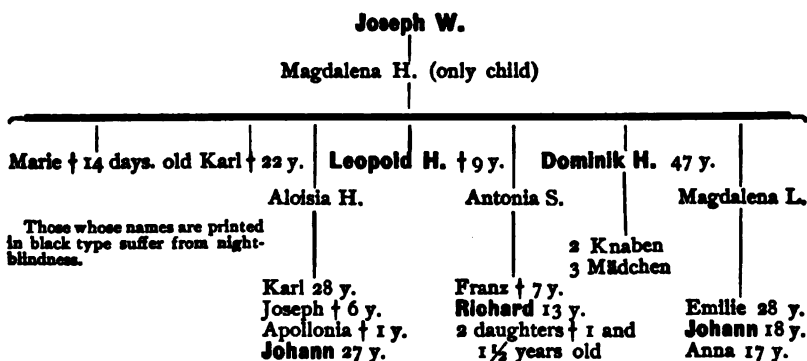 Joseph W.
Magdalena H. (only child)
Marie † 14 days. old Karl † 22 y. Leopold H. † 9 y. Dominik H. 47 y.
Aloisia H. Antonia S. Magdalena L.
Those whose names are printed
in black type suffer from night-
blindness.
2 Knaben
3 Mädchen
Karl 28 y.
Joseph † 6 y.
Apollonia † 1 y.
Johann 27 y.
Franz † 7 y.
Richard 13 y.
2 daughters † 1 and
1½ years old
Emilie 28 y.
Johann 18 y.
Anna 17 y.